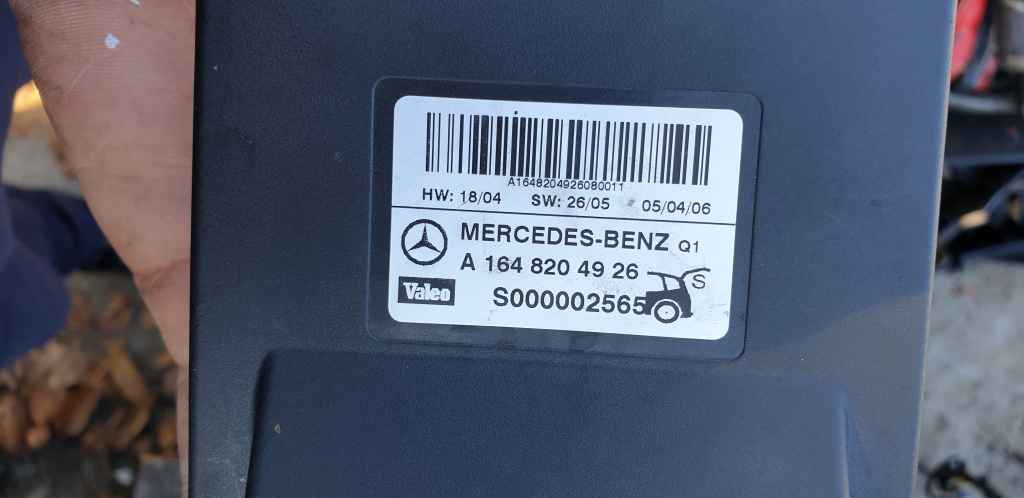 A1648204926080011
HW: 18/04 SW: 26/05 05/04/06
MERCEDES-BENZ Q1
A 164 820 49 26
S
Valeo S000002565